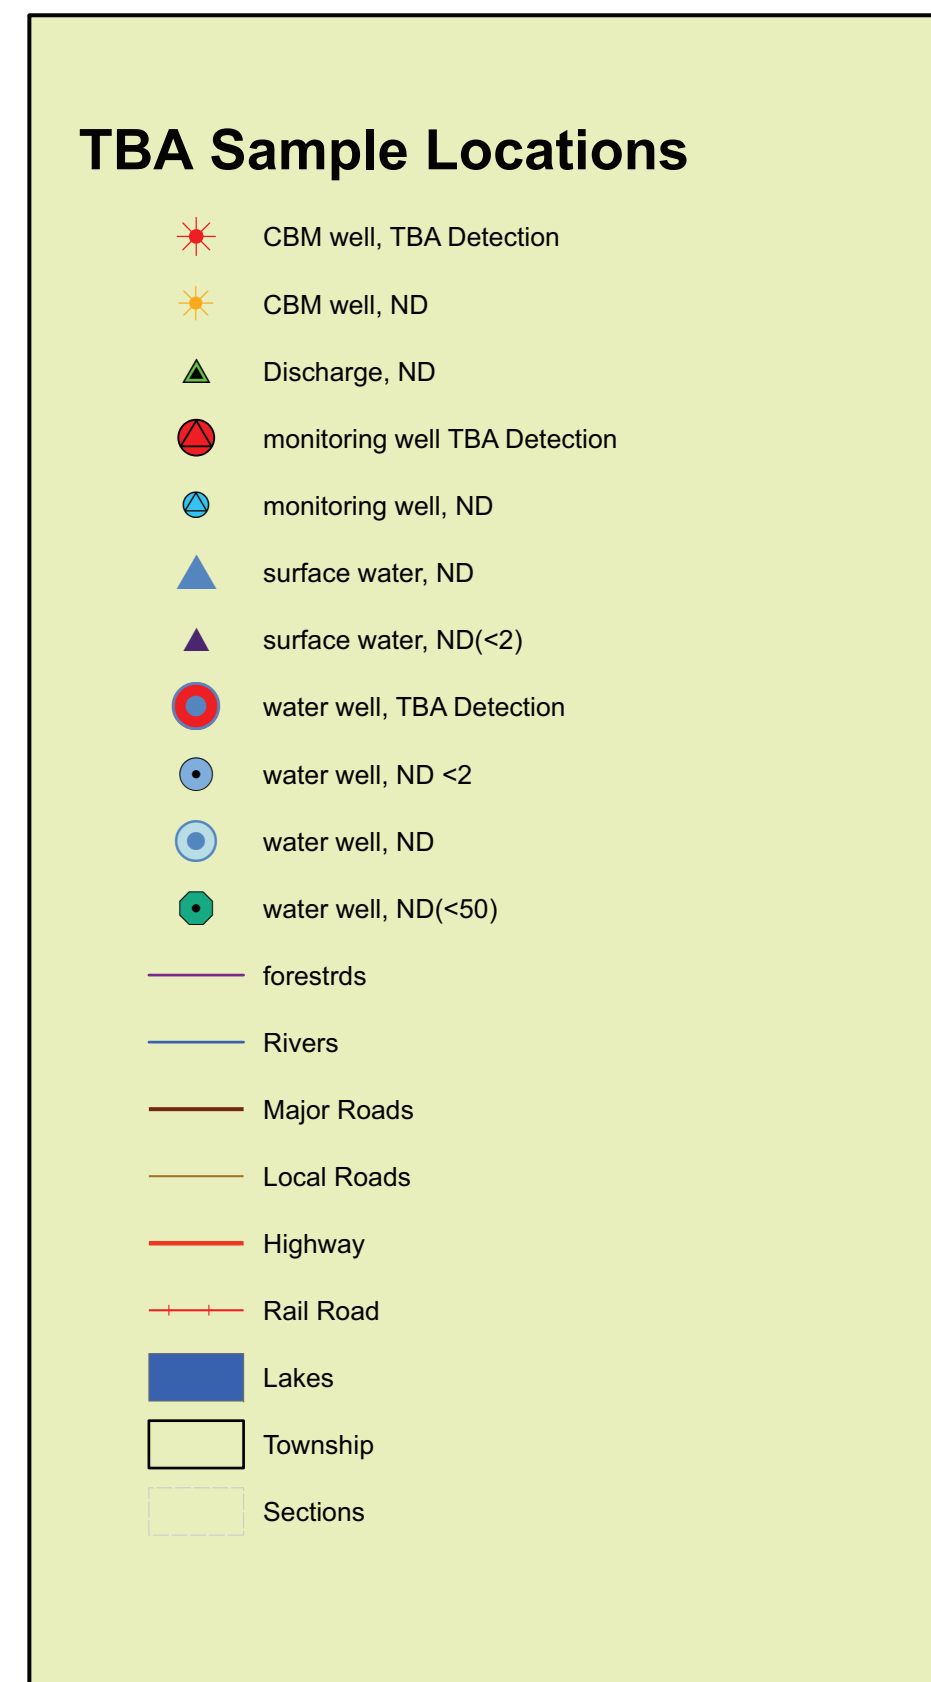 TBA Sample Locations
CBM well, TBA Detection
CBM well, ND
Discharge, ND
monitoring well TBA Detection
monitoring well, ND
surface water, ND
surface water, ND(<2)
water well, TBA Detection
water well, ND <2
water well, ND
water well, ND(<50)
forestrds
Rivers
Major Roads
Local Roads
Highway
Rail Road
Lakes
Township
Sections